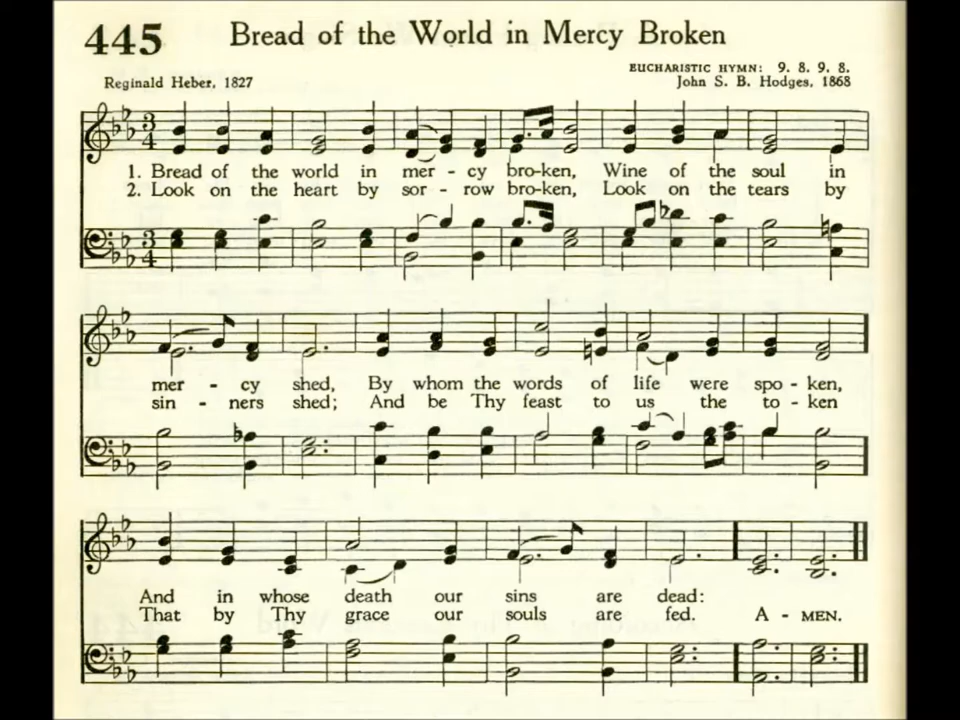 445 Bread of the World in Mercy Broken
EUCHARISTIC HYMN: 9. 8. 9. 8.
Reginald Heber, 1827 John S. B. Hodges, 1868
3 4
1. Bread of the world in mer - cy bro-ken, Wine of the soul in
2. Look on the heart by sor - row bro-ken, Look on the tears by
3 4
mer - cy shed, By whom the words of life were spo - ken,
sin - ners shed; And be Thy feast to us the to - ken
And in whose death our sins are dead:
That by Thy grace our souls are fed. A - MEN.